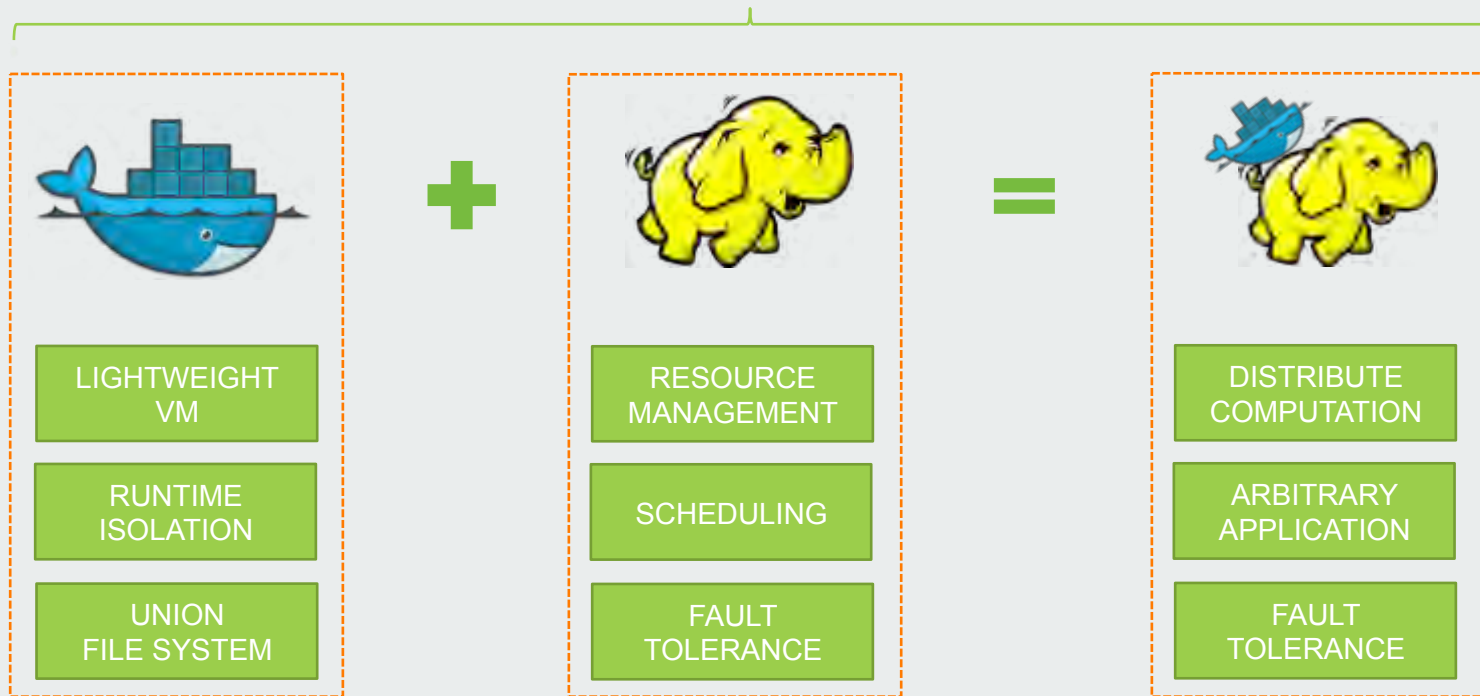 LIGHTWEIGHT
VM
RUNTIME
ISOLATION
UNION
FILE SYSTEM
+
RESOURCE
MANAGEMENT
SCHEDULING
FAULT
TOLERANCE
=
DISTRIBUTE
COMPUTATION
ARBITRARY
APPLICATION
FAULT
TOLERANCE